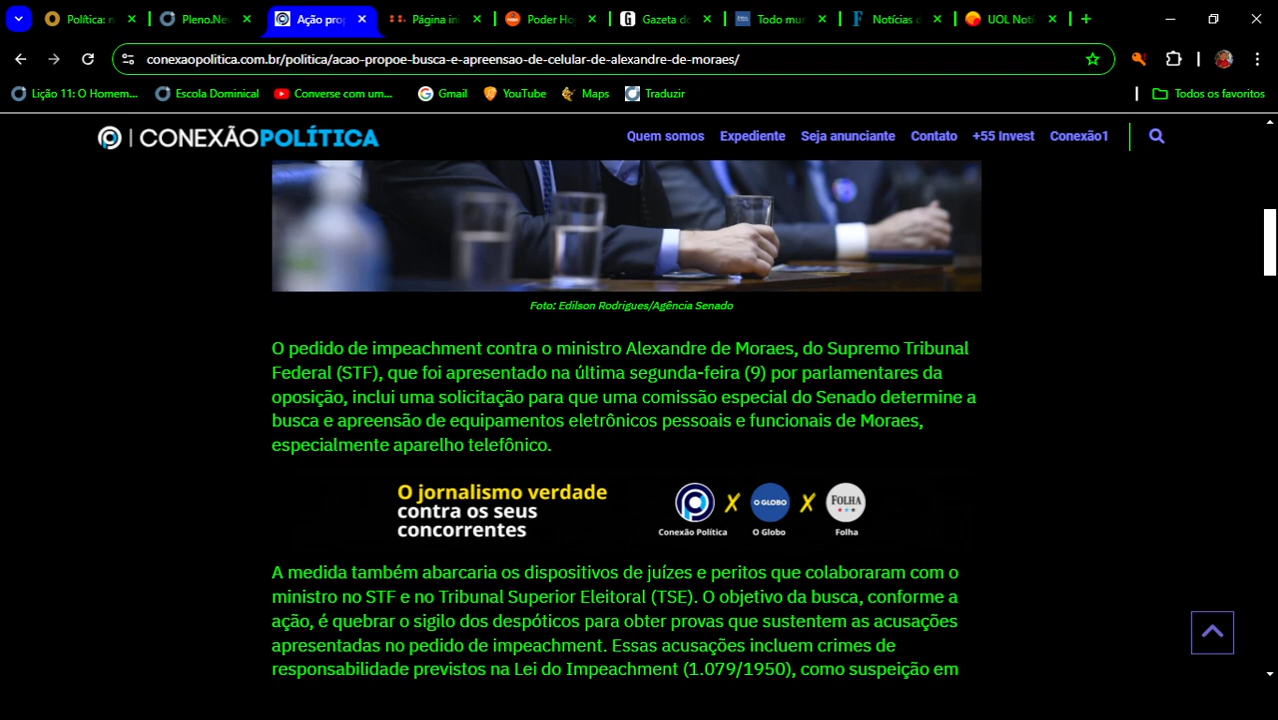 Política: n
Pleno.Nev
Ação prop
Página ini
Poder Ho
Gazeta do
Todo mur
Notícias d
UOL Notí
conexaopolitica.com.br/politica/acao-propoe-busca-e-apreensao-de-celular-de-alexandre-de-moraes/
Lição 11: O Homem...
Escola Dominical
Converse com um...
Gmail
YouTube
Maps
Traduzir
Todos os favoritos
CONEXÃOPOLÍTICA
Quem somos
Expediente
Seja anunciante
Contato
+55 Invest
Conexão1
Foto: Edilson Rodrigues/Agência Senado
O pedido de impeachment contra o ministro Alexandre de Moraes, do Supremo Tribunal
Federal (STF), que foi apresentado na última segunda-feira (9) por parlamentares da
oposição, inclui uma solicitação para que uma comissão especial do Senado determine a
busca e apreensão de equipamentos eletrônicos pessoais e funcionais de Moraes,
especialmente aparelho telefônico.
O jornalismo verdade
contra os seus
concorrentes
X
O GLOBO
X
FOLHA
Conexão Política
O Globo
Folha
A medida também abarcaria os dispositivos de juízes e peritos que colaboraram com o
ministro no STF e no Tribunal Superior Eleitoral (TSE). O objetivo da busca, conforme a
ação, é quebrar o sigilo dos despóticos para obter provas que sustentem as acusações
apresentadas no pedido de impeachment. Essas acusações incluem crimes de
responsabilidade previstos na Lei do Impeachment (1.079/1950), como suspeição em